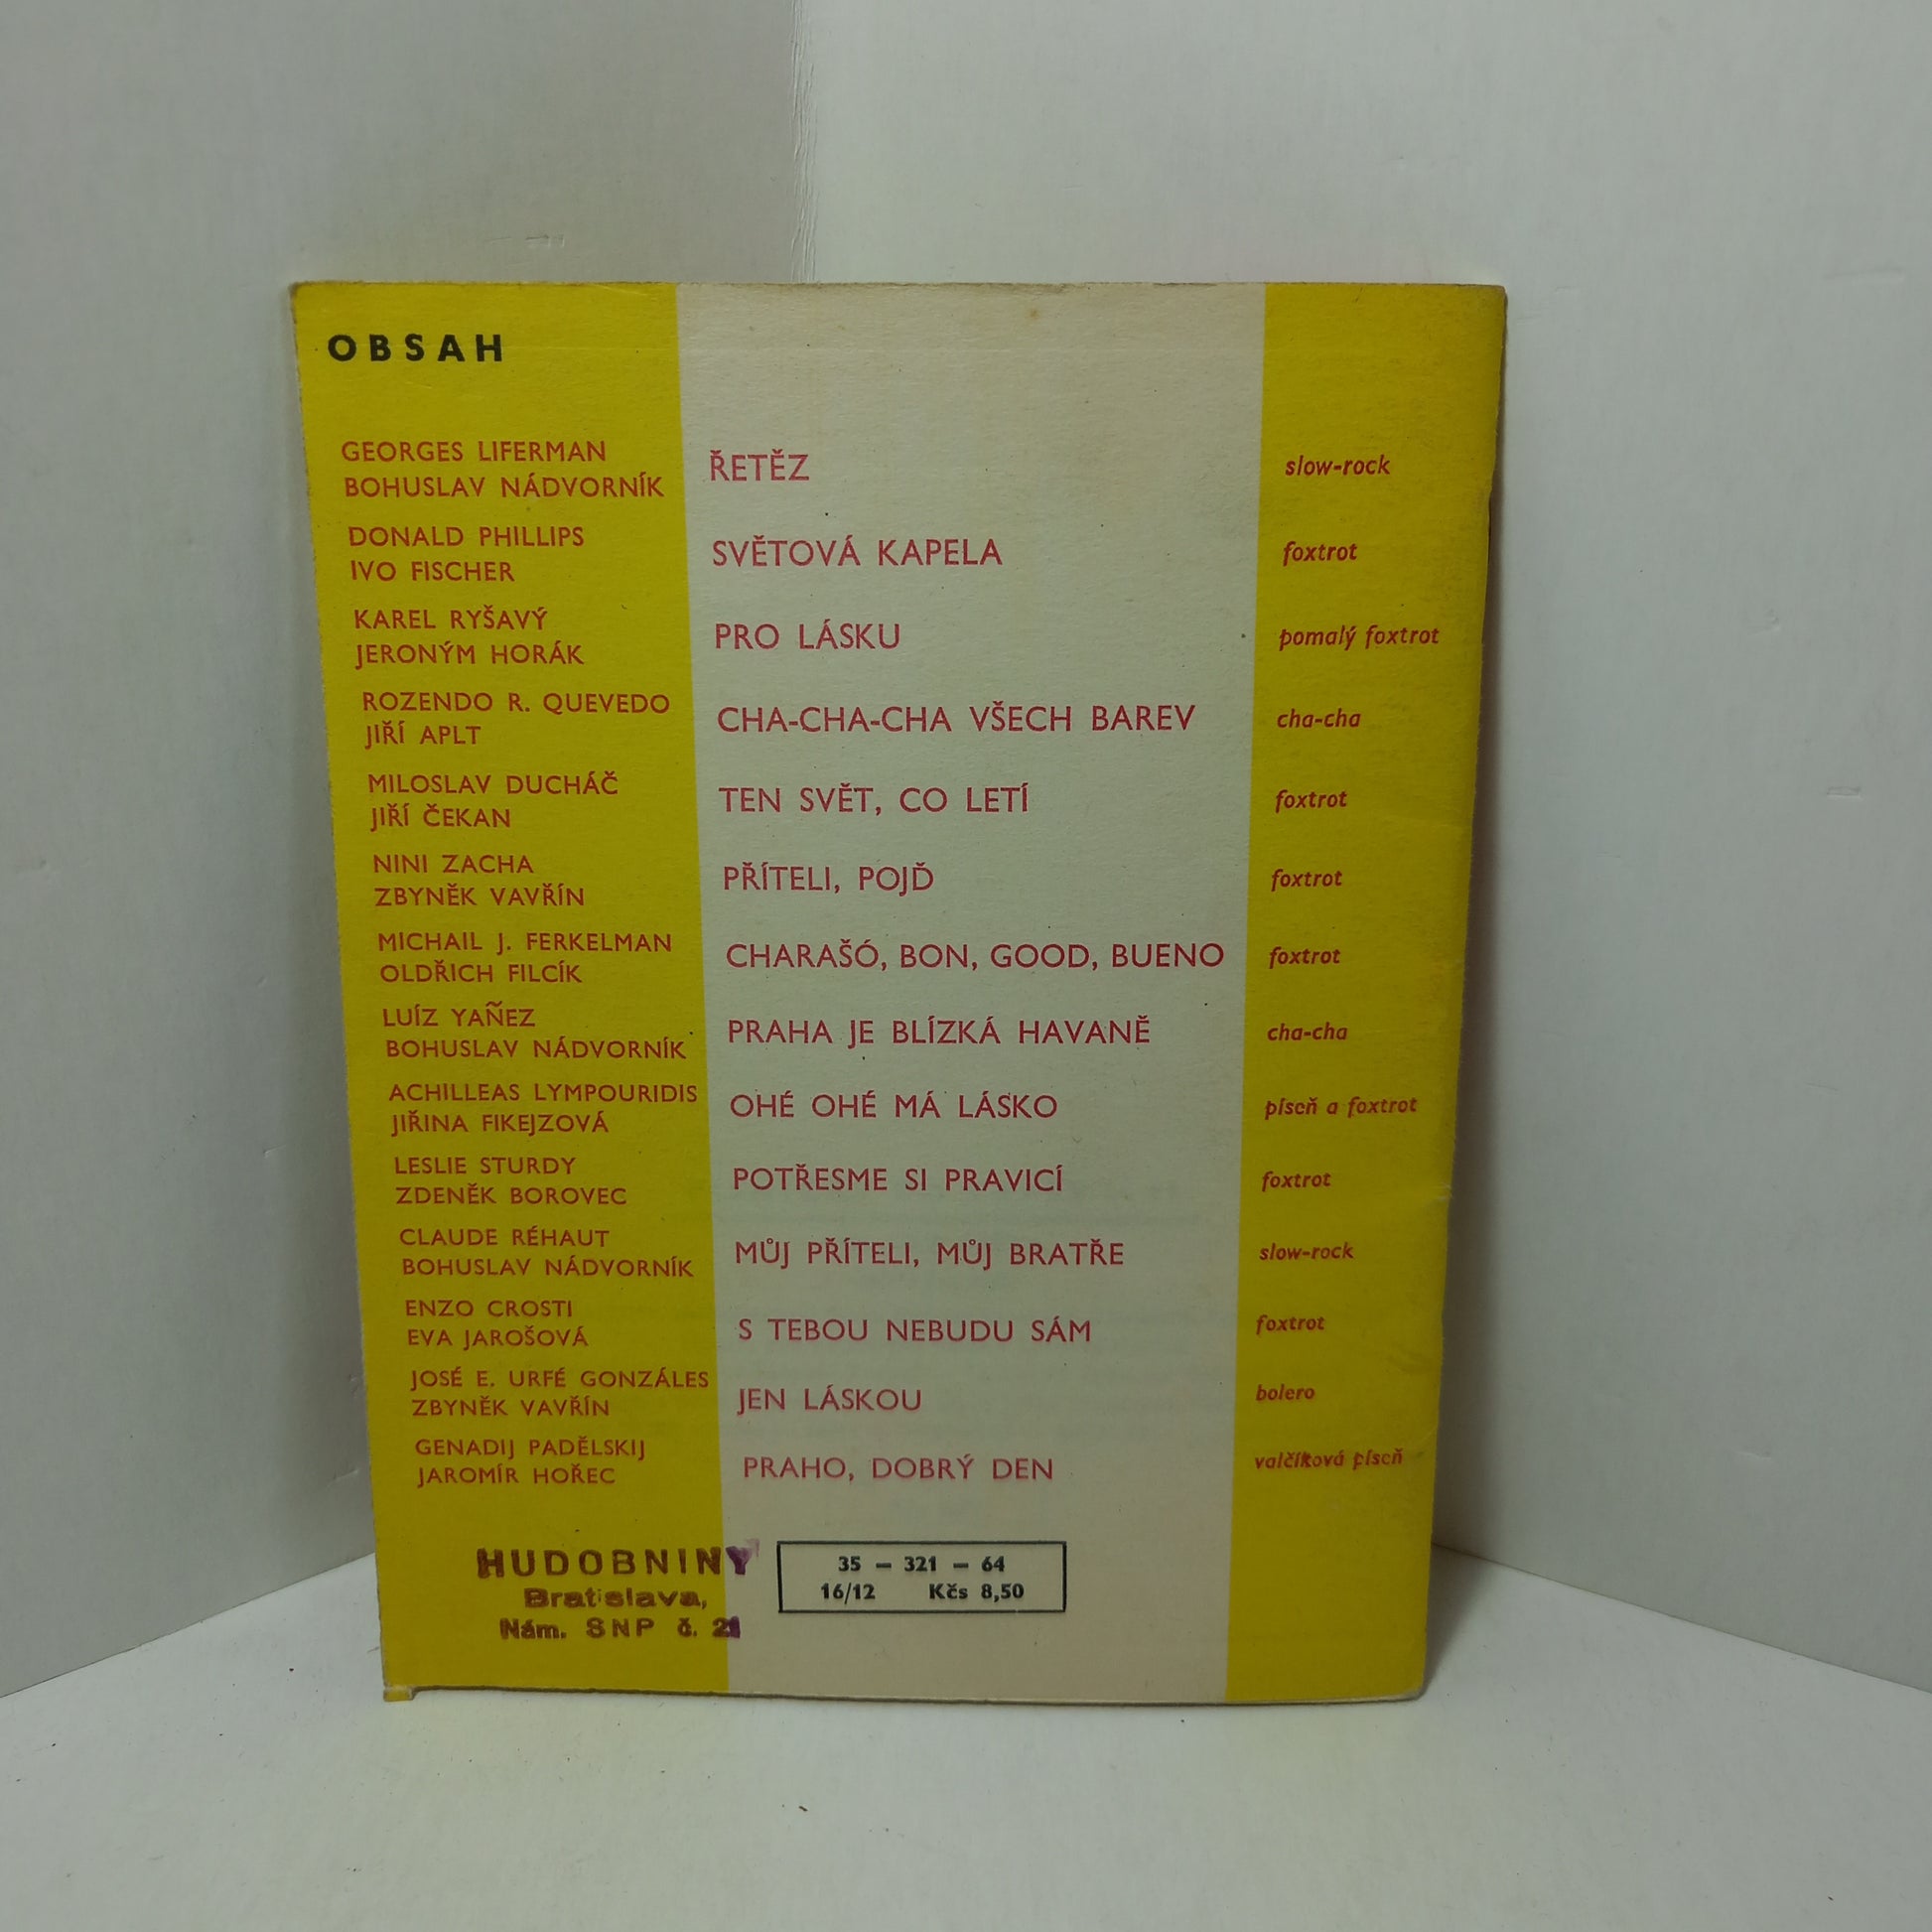 OBSAH
GEORGES LIFERMAN
BOHUSLAV NÁDVORNÍK
ŘETĚZ
slow-rock
DONALD PHILLIPS
IVO FISCHER
SVĚTOVÁ KAPELA
foxtrot
KAREL RYŠAVÝ
JERONÝM HORÁK
PRO LÁSKU
pomalý foxtrot
ROZENDO R. QUEVEDO
JIŘÍ APLT
CHA-CHA-CHA VŠECH BAREV
cha-cha
MILOSLAV DUCHÁČ
JIŘÍ ČEKAN
TEN SVĚT, CO LETÍ
foxtrot
NINI ZACHA
ZBYNĚK VAVŘÍN
PŘÍTELI, POJĎ
foxtrot
MICHAIL J. FERKELMAN
OLDŘICH FILCÍK
CHARAŠÓ, BON, GOOD, BUENO
foxtrot
LUÍZ YAÑEZ
BOHUSLAV NÁDVORNÍK
PRAHA JE BLÍZKÁ HAVANĚ
cha-cha
ACHILLEAS LYMPOURIDIS
JIŘINA FIKEJZOVÁ
OHÉ OHÉ MÁ LÁSKO
píseň a foxtrot
LESLIE STURDY
ZDENĚK BOROVEC
POTŘESME SI PRAVICÍ
foxtrot
CLAUDE RÉHAUT
BOHUSLAV NÁDVORNÍK
MŮJ PŘÍTELI, MŮJ BRATŘE
slow-rock
ENZO CROSTI
EVA JAROŠOVÁ
S TEBOU NEBUDU SÁM
foxtrot
JOSÉ E. URFÉ GONZÁLES
ZBYNĚK VAVŘÍN
JEN LÁSKOU
bolero
GENADIJ PADĚLSKIJ
JAROMÍR HOŘEC
PRAHO, DOBRÝ DEN
valčíková píseň
HUDOBNINY
Bratislava,
Nám. SNP č. 21
35 — 321 — 64
16/12 Kčs 8,50